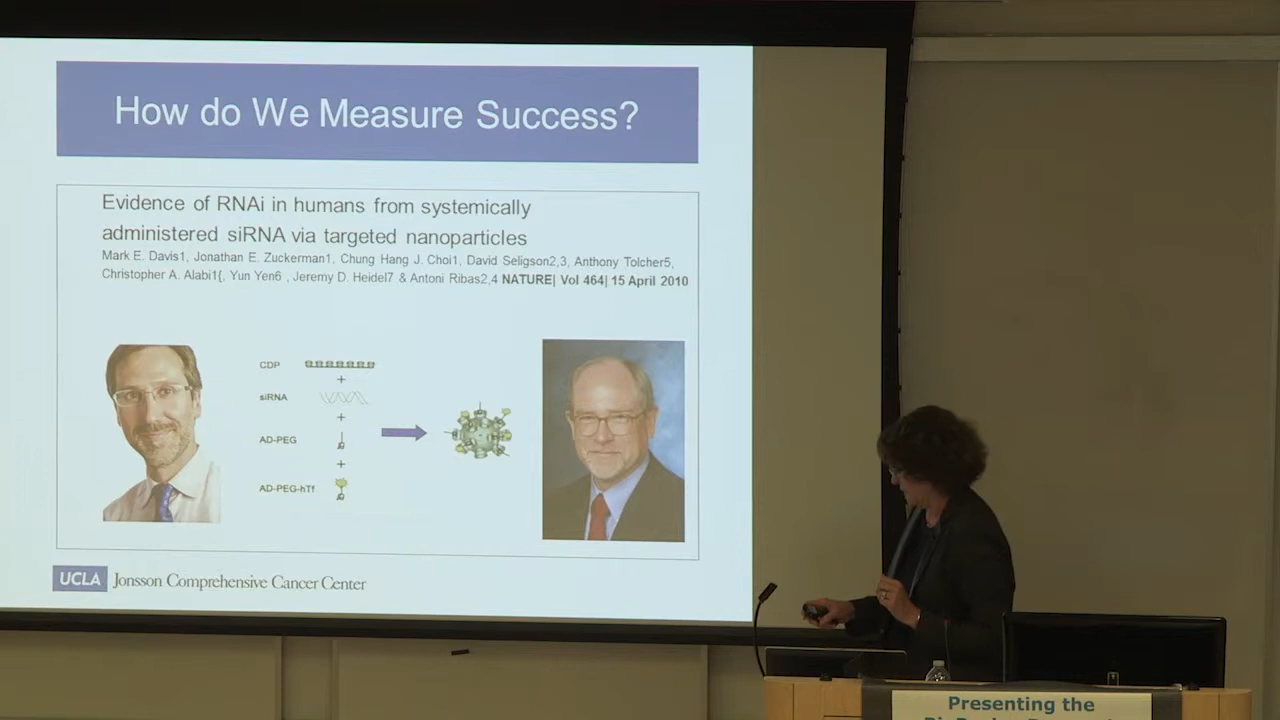 How do We Measure Success?
Evidence of RNAi in humans from systemically
administered siRNA via targeted nanoparticles
Mark E. Davis1, Jonathan E. Zuckerman1, Chung Hang J. Choi1, David Seligson2,3, Anthony Tolcher5,
Christopher A. Alabi1{, Yun Yen6 , Jeremy D. Heidel7 & Antoni Ribas2,4 NATURE| Vol 464| 15 April 2010
CDP
+
siRNA
+
AD-PEG
+
AD-PEG-hTf
UCLA Jonsson Comprehensive Cancer Center
Presenting the